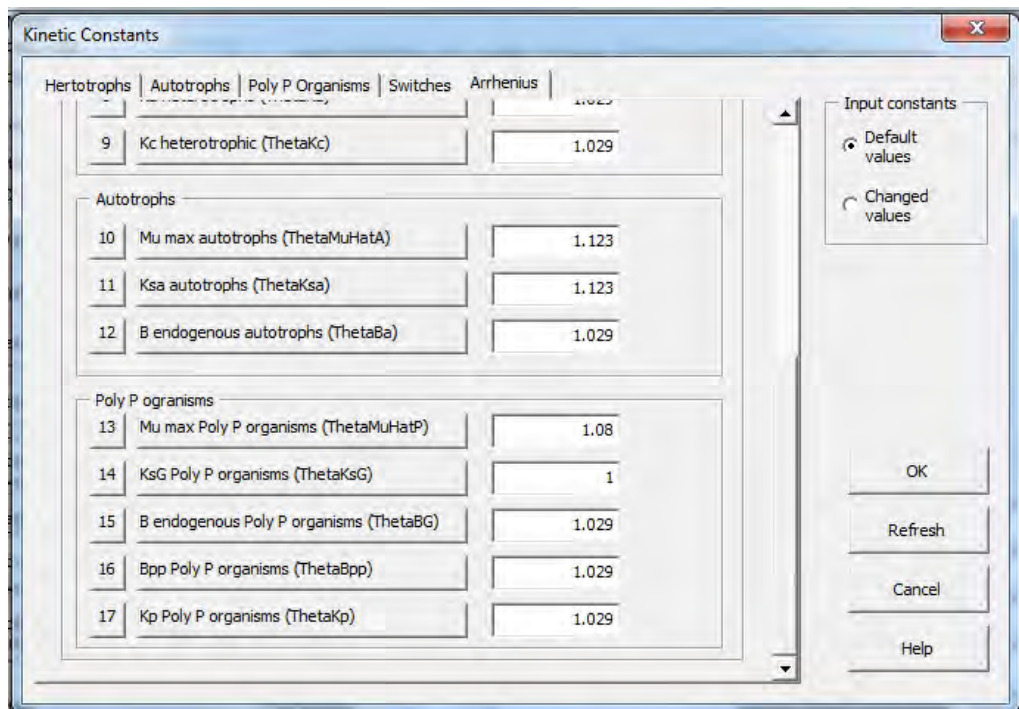 Kinetic Constants
Hertotrophs
Autotrophs
Poly P Organisms
Switches
Arrhenius
9 Kc heterotrophic (ThetaKc) 1.029
Autotrophs
10 Mu max autotrophs (ThetaMuHatA) 1.123
11 Ksa autotrophs (ThetaKsa) 1.123
12 B endogenous autotrophs (ThetaBa) 1.029
Poly P ogranisms
13 Mu max Poly P organisms (ThetaMuHatP) 1.08
14 KsG Poly P organisms (ThetaKsG) 1
15 B endogenous Poly P organisms (ThetaBG) 1.029
16 Bpp Poly P organisms (ThetaBpp) 1.029
17 Kp Poly P organisms (ThetaKp) 1.029
Input constants
Default
values
Changed
values
OK
Refresh
Cancel
Help